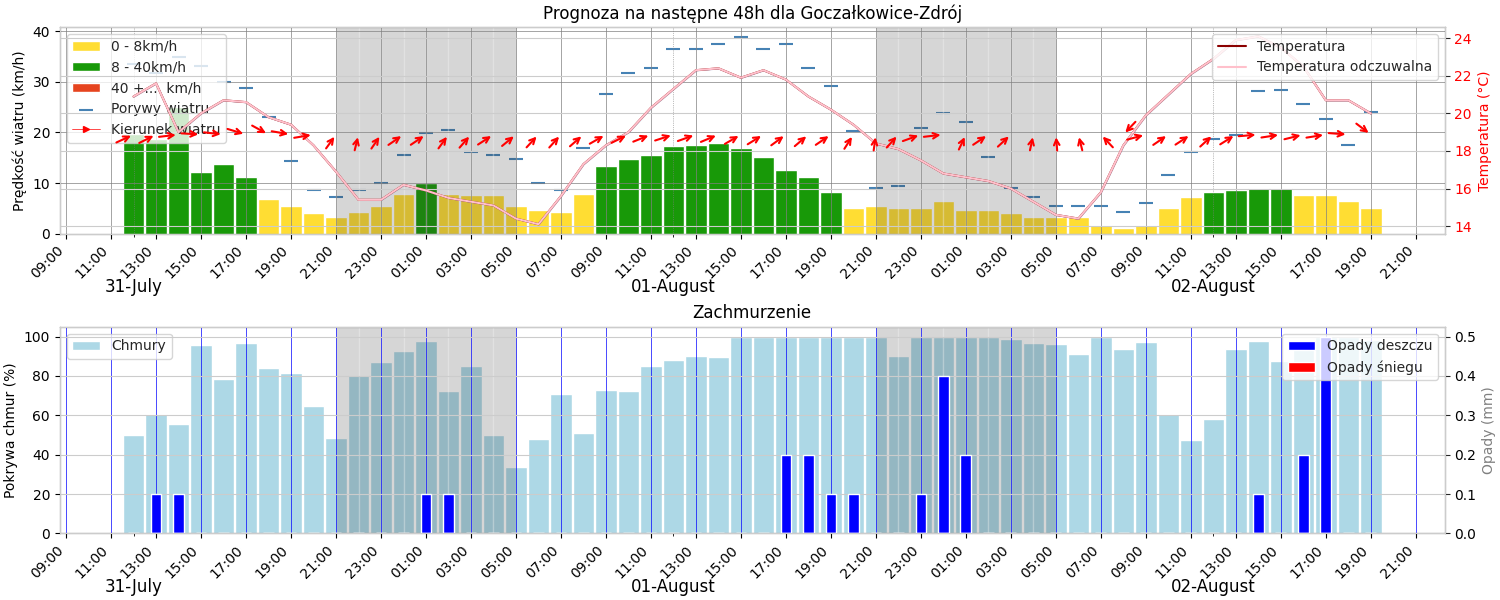 Prognoza na następne 48h dla Goczałkowice-Zdrój
Prędkość wiatru (km/h)
40
30
20
10
0
0 - 8km/h
8 - 40km/h
40 +... km/h
Porywy wiatru
Kierunek wiatru
Temperatura
Temperatura odczuwalna
24
22
20
18
16
14
Temperatura (°C)
09:00 11:00 13:00 15:00 17:00 19:00 21:00 23:00 01:00 03:00 05:00 07:00 09:00 11:00 13:00 15:00 17:00 19:00 21:00 23:00 01:00 03:00 05:00 07:00 09:00 11:00 13:00 15:00 17:00 19:00 21:00
31-July 01-August 02-August
Zachmurzenie
Pokrywa chmur (%)
100
80
60
40
20
0
Chmury
Opady deszczu
Opady śniegu
0.5
0.4
0.3
0.2
0.1
0.0
Opady (mm)
09:00 11:00 13:00 15:00 17:00 19:00 21:00 23:00 01:00 03:00 05:00 07:00 09:00 11:00 13:00 15:00 17:00 19:00 21:00 23:00 01:00 03:00 05:00 07:00 09:00 11:00 13:00 15:00 17:00 19:00 21:00
31-July 01-August 02-August